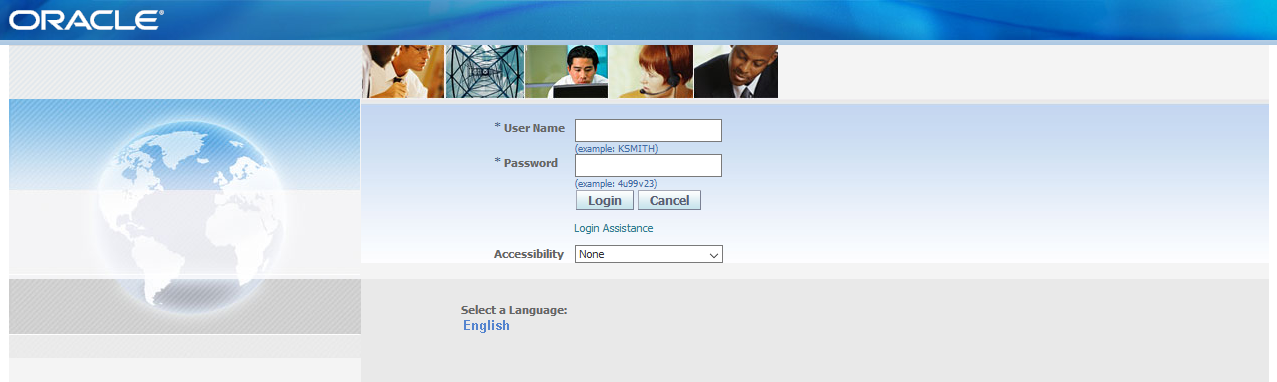 ORACLE®
* User Name
(example: KSMITH)
* Password
(example: 4u99v23)
Login Cancel
Login Assistance
Accessibility None
Select a Language:
English